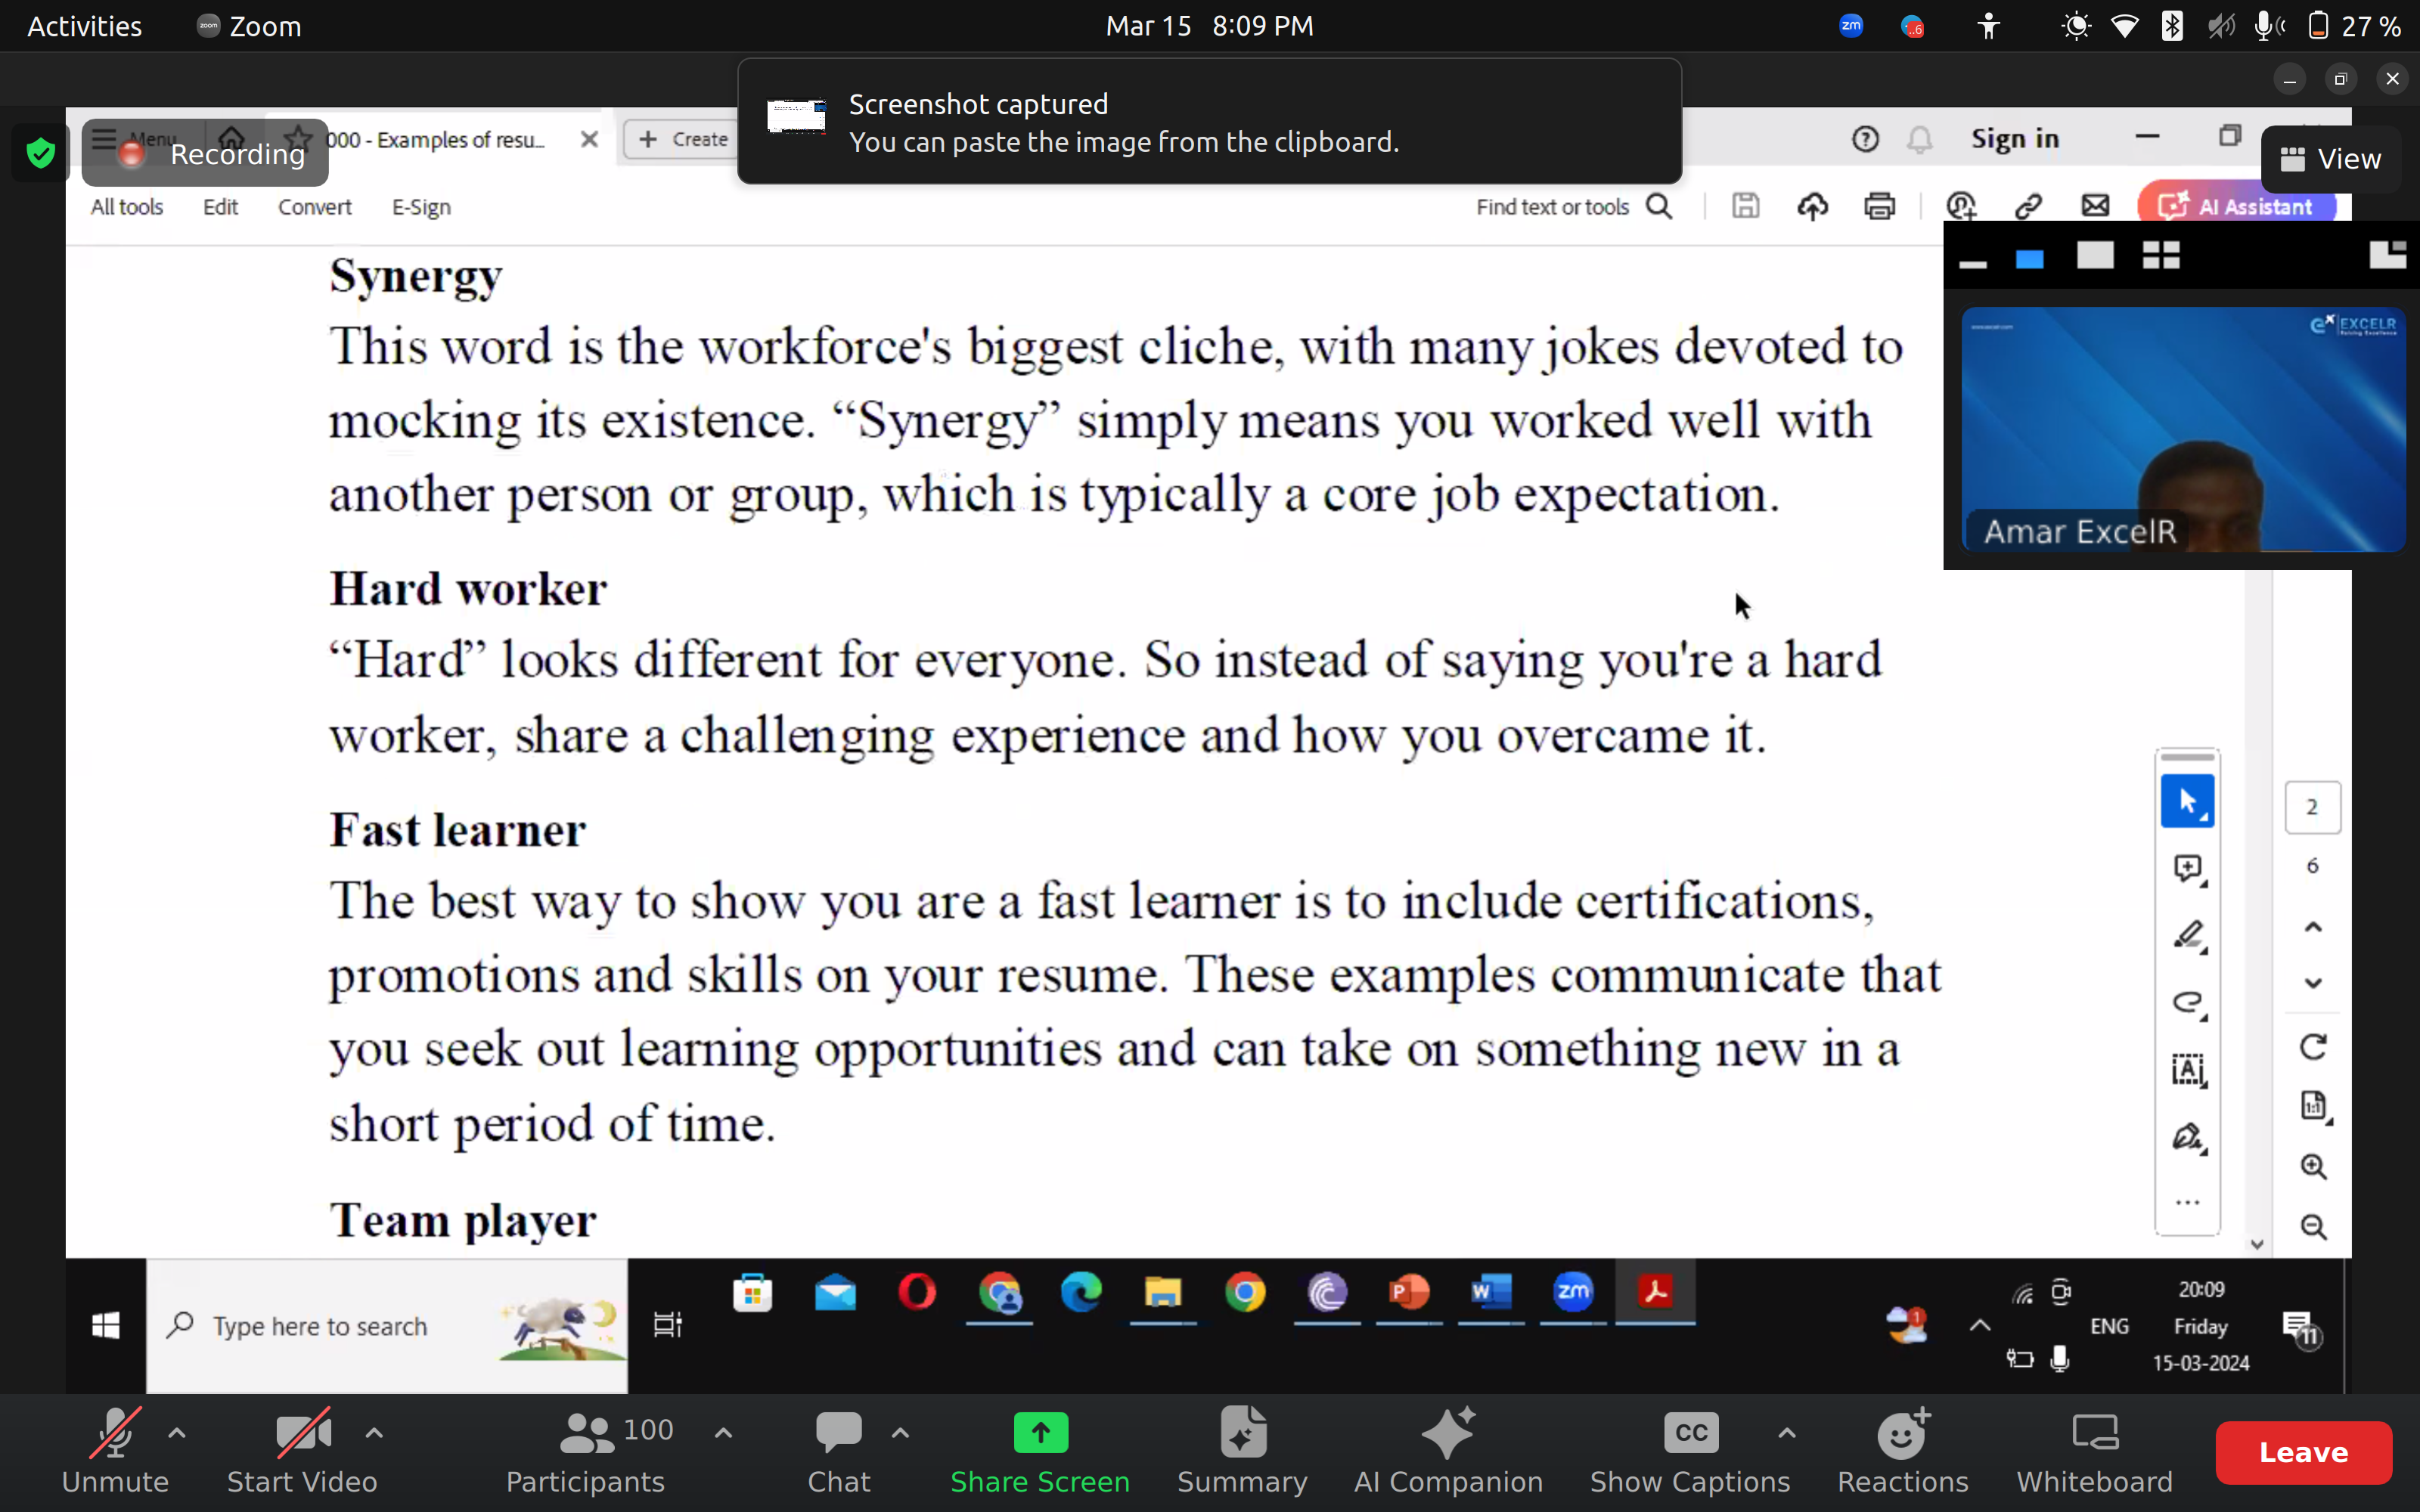 Activities
Zoom
Mar 15 8:09 PM
27 %
Screenshot captured
You can paste the image from the clipboard.
Menu
Recording
000 - Examples of resu...
Create
Sign in
View
All tools
Edit
Convert
E-Sign
Find text or tools
AI Assistant
EXCELR
Amar ExcelR
Synergy
This word is the workforce's biggest cliche, with many jokes devoted to
mocking its existence. “Synergy” simply means you worked well with
another person or group, which is typically a core job expectation.
Hard worker
“Hard” looks different for everyone. So instead of saying you're a hard
worker, share a challenging experience and how you overcame it.
Fast learner
The best way to show you are a fast learner is to include certifications,
promotions and skills on your resume. These examples communicate that
you seek out learning opportunities and can take on something new in a
short period of time.
Team player
2
6
Type here to search
zm
ENG
20:09
Friday
15-03-2024
11
Unmute
Start Video
Participants
100
Chat
Share Screen
Summary
AI Companion
CC
Show Captions
Reactions
Whiteboard
Leave